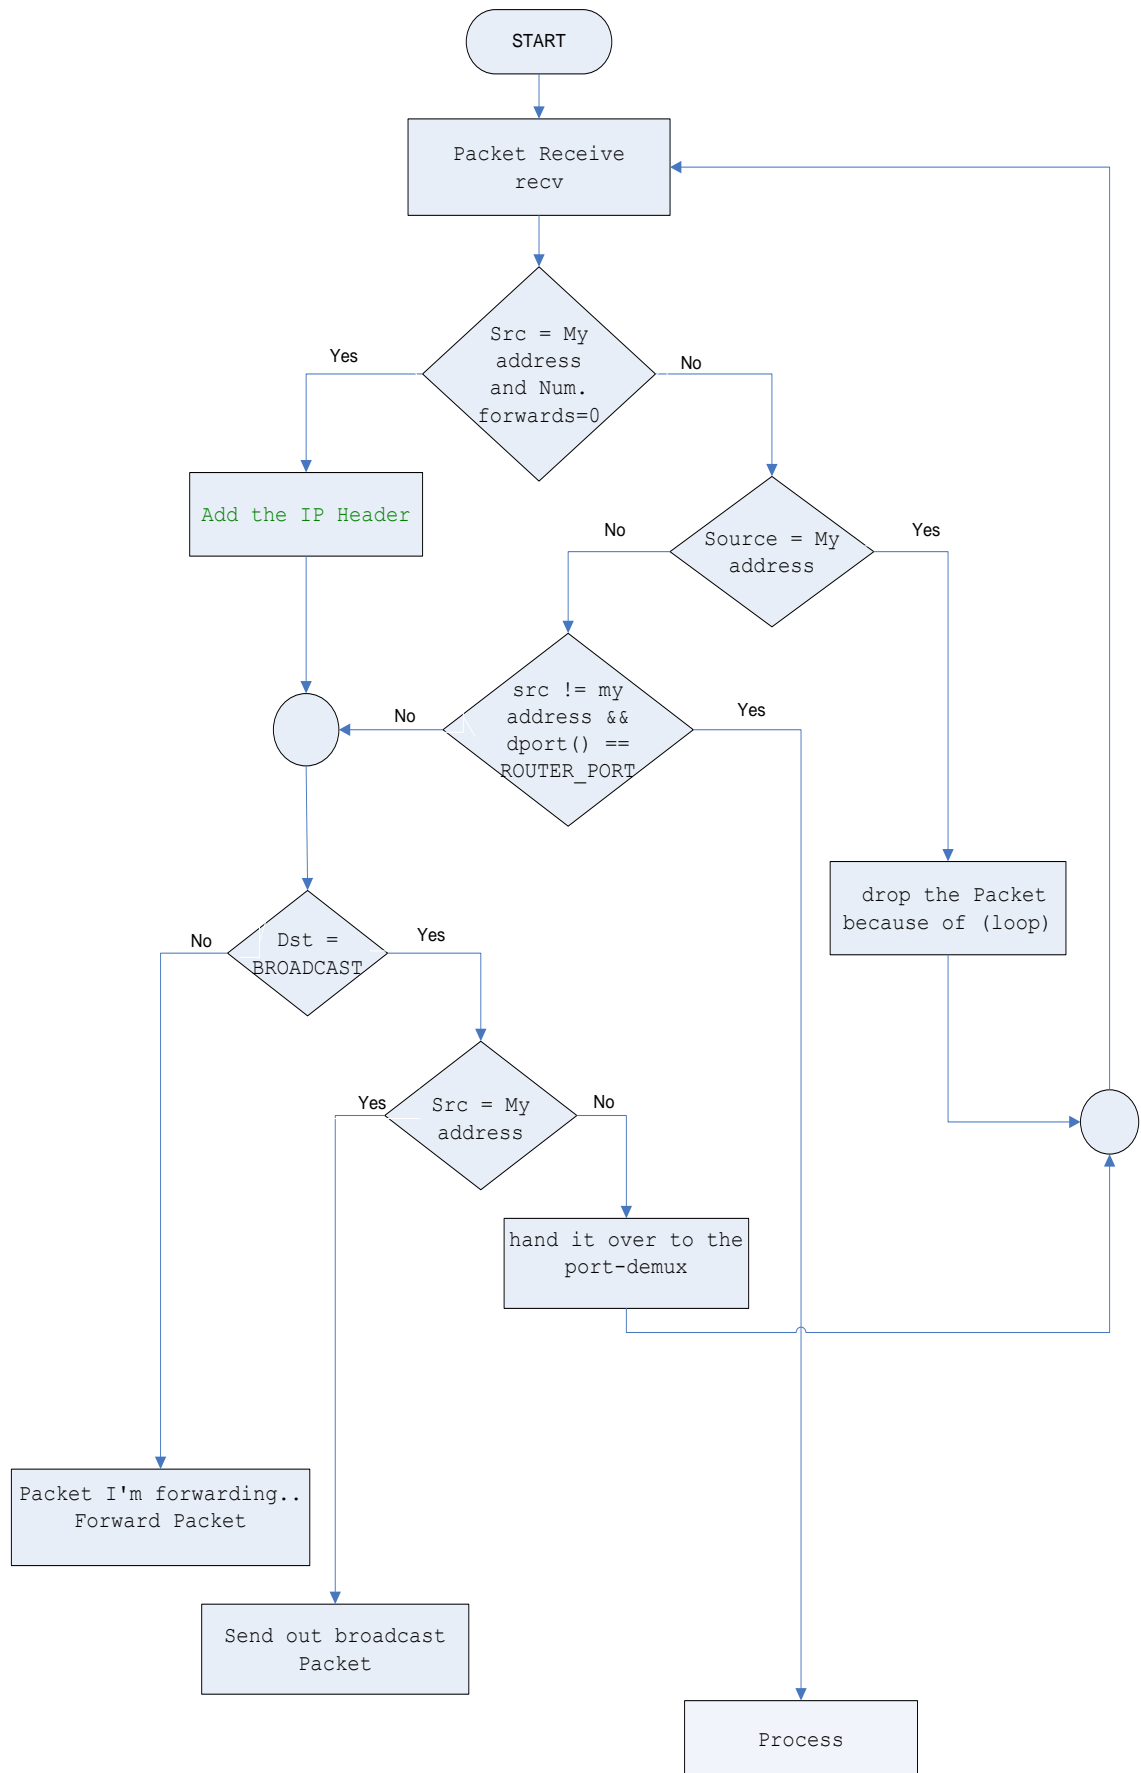 START
Packet Receive
recv
Src = My
address
and Num.
forwards=0
Yes
No
Add the IP Header
Source = My
address
No
Yes
src != my
address &&
dport() ==
ROUTER_PORT
No
Yes
drop the Packet
because of (loop)
Dst =
BROADCAST
No
Yes
Src = My
address
Yes
No
hand it over to the
port-demux
Packet I'm forwarding..
Forward Packet
Send out broadcast
Packet
Process